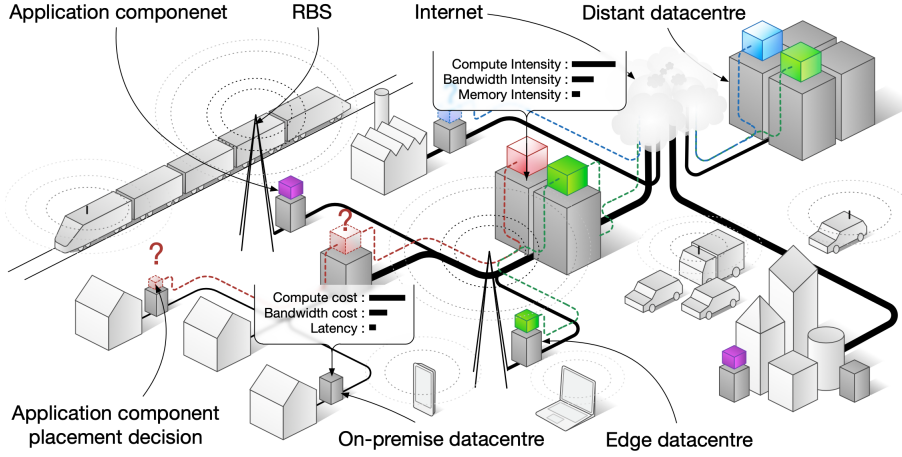 Application componenet
RBS
Internet
Distant datacentre
Compute Intensity :
Bandwidth Intensity :
Memory Intensity :
?
?
?
Compute cost :
Bandwidth cost :
Latency :
Application component
placement decision
On-premise datacentre
Edge datacentre